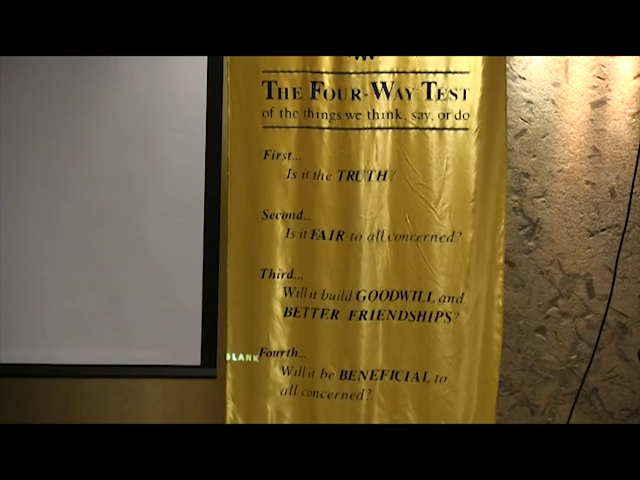 THE FOUR-WAY TEST
of the things we think, say, or do
First...
Is it the TRUTH?
Second...
Is it FAIR to all concerned?
Third...
Will it build GOODWILL and
BETTER FRIENDSHIPS?
BLANK
Fourth...
Will it be BENEFICIAL to
all concerned?